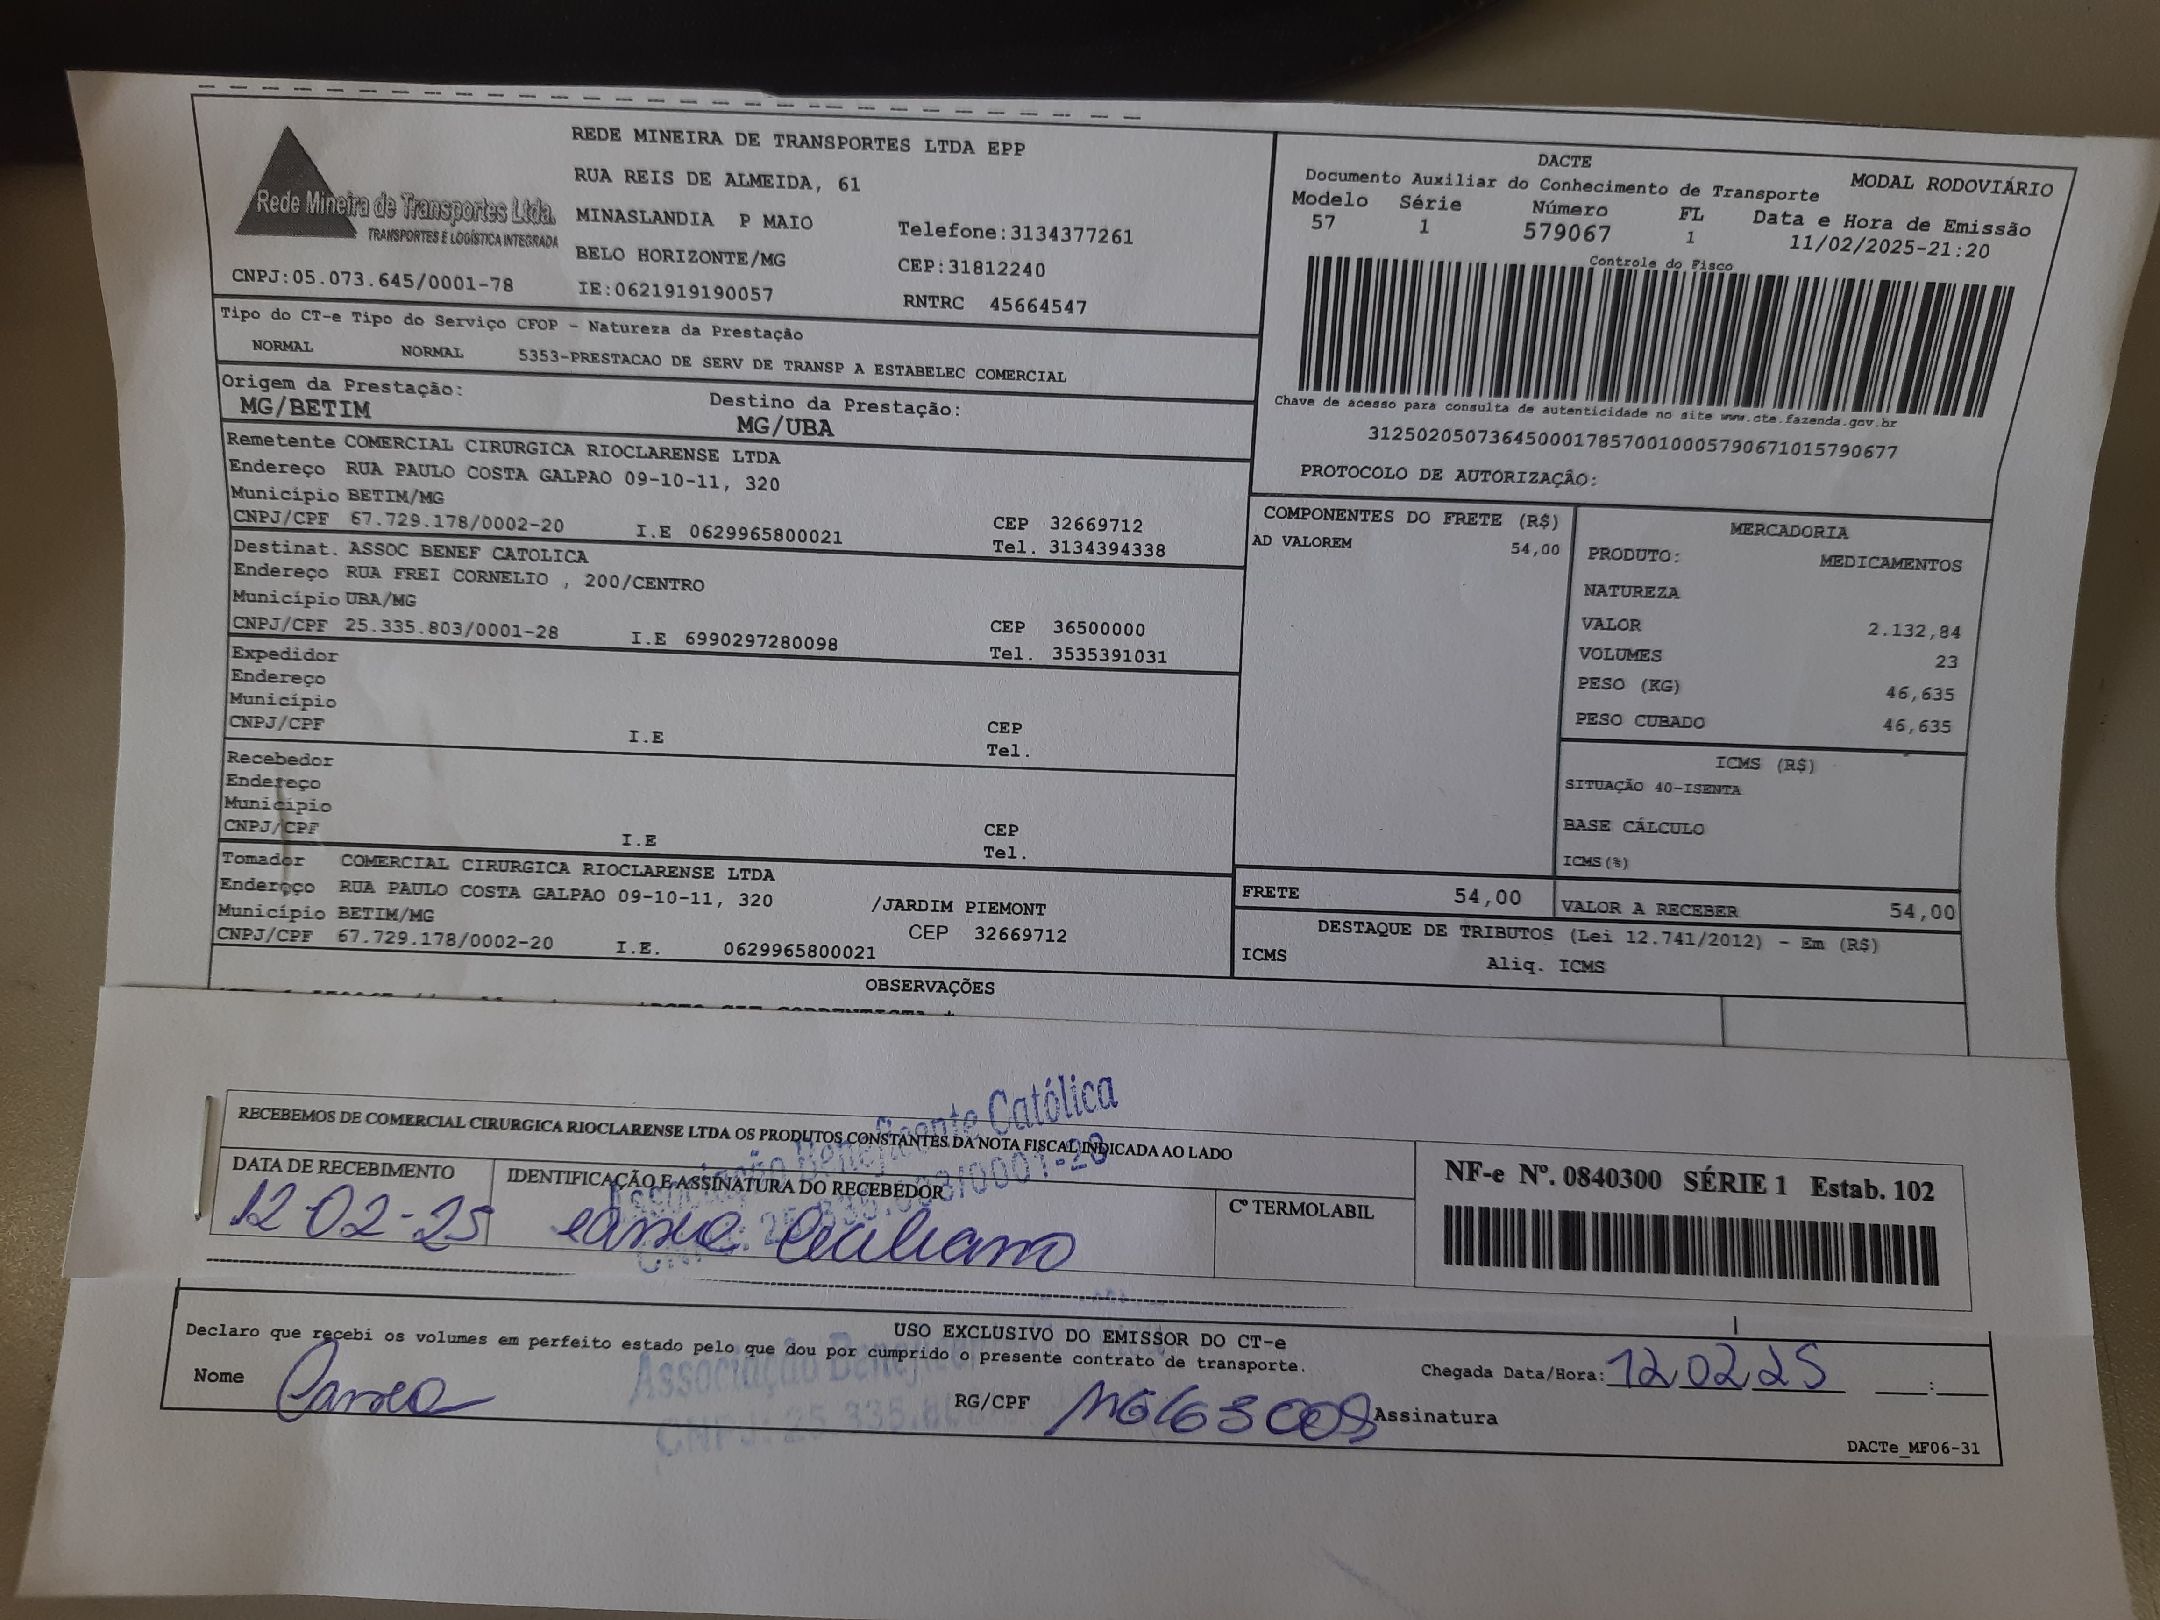 Rede Mineira de Transportes Ltda.
TRANSPORTES E LOGÍSTICA INTEGRADA
CNPJ:05.073.645/0001-78
REDE MINEIRA DE TRANSPORTES LTDA EPP
RUA REIS DE ALMEIDA, 61
MINASLANDIA P MAIO Telefone:3134377261
BELO HORIZONTE/MG CEP:31812240
IE:0621919190057 RNTRC 45664547
DACTE
Documento Auxiliar do Conhecimento de Transporte MODAL RODOVIÁRIO
Modelo Série Número FL Data e Hora de Emissão
57 1 579067 1 11/02/2025-21:20
Controle do Fisco
Chave de acesso para consulta de autenticidade no site www.cte.fazenda.gov.br
31250205073645000178570010005790671015790677
PROTOCOLO DE AUTORIZAÇÃO:
Tipo do CT-e Tipo do Serviço CFOP - Natureza da Prestação
NORMAL NORMAL 5353-PRESTACAO DE SERV DE TRANSP A ESTABELEC COMERCIAL
Origem da Prestação: Destino da Prestação:
MG/BETIM MG/UBA
Remetente COMERCIAL CIRURGICA RIOCLARENSE LTDA
Endereço RUA PAULO COSTA GALPAO 09-10-11, 320
Município BETIM/MG CEP 32669712
CNPJ/CPF 67.729.178/0002-20 I.E 0629965800021 Tel. 3134394338
Destinat. ASSOC BENEF CATOLICA
Endereço RUA FREI CORNELIO , 200/CENTRO
Município UBA/MG CEP 36500000
CNPJ/CPF 25.335.803/0001-28 I.E 6990297280098 Tel. 3535391031
Expedidor
Endereço
Município CEP
CNPJ/CPF I.E Tel.
Recebedor
Endereço
Município CEP
CNPJ/CPF I.E Tel.
Tomador COMERCIAL CIRURGICA RIOCLARENSE LTDA
Endereço RUA PAULO COSTA GALPAO 09-10-11, 320 /JARDIM PIEMONT
Município BETIM/MG CEP 32669712
CNPJ/CPF 67.729.178/0002-20 I.E. 0629965800021
COMPONENTES DO FRETE (R$)
AD VALOREM 54,00
MERCADORIA
PRODUTO: MEDICAMENTOS
NATUREZA
VALOR 2.132,84
VOLUMES 23
PESO (KG) 46,635
PESO CUBADO 46,635
ICMS (R$)
SITUAÇÃO 40-ISENTA
BASE CÁLCULO
ICMS(%)
FRETE 54,00 VALOR A RECEBER 54,00
DESTAQUE DE TRIBUTOS (Lei 12.741/2012) - Em (R$)
ICMS Aliq. ICMS
OBSERVAÇÕES
RECEBEMOS DE COMERCIAL CIRURGICA RIOCLARENSE LTDA OS PRODUTOS CONSTANTES DA NOTA FISCAL INDICADA AO LADO
DATA DE RECEBIMENTO IDENTIFICAÇÃO E ASSINATURA DO RECEBEDOR Cº TERMOLABIL
12 02-25
Associação Beneficente Católica
NF-e Nº. 0840300 SÉRIE 1 Estab. 102
USO EXCLUSIVO DO EMISSOR DO CT-e
Declaro que recebi os volumes em perfeito estado pelo que dou por cumprido o presente contrato de transporte.
Chegada Data/Hora: 12 02 25 __:__
Nome RG/CPF Assinatura
Associação
CNPJ: 25.335.
DACTe_MF06-31